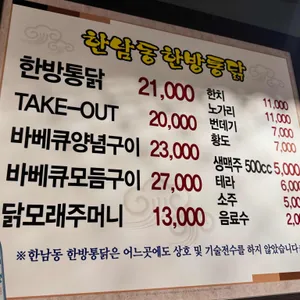 한남동 한방통닭
한방통닭 21,000
TAKE-OUT 20,000
바베큐양념구이 23,000
바베큐모듬구이 27,000
닭모래주머니 13,000
한치 11,000
노가리 11,000
번데기 7,000
황도 7,000
생맥주 500cc 5,000
테라 6,000
소주 5,000
음료수 2,0
※한남동 한방통닭은 어느곳에도 상호 및 기술전수를 하지 않았습니다